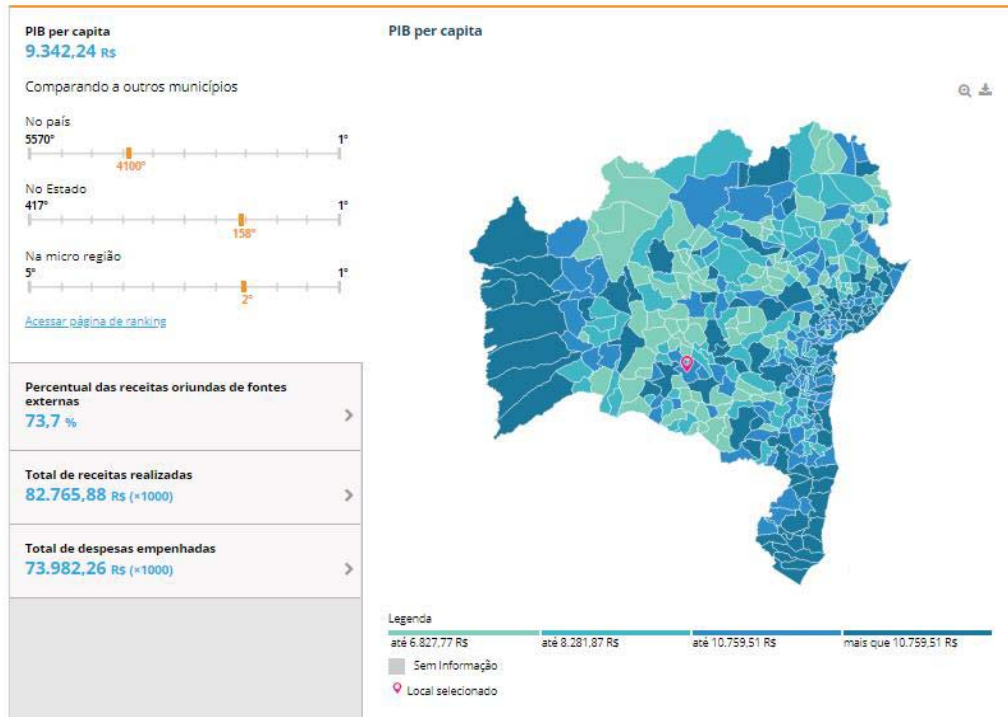 PIB per capita
9.342,24 R$
Comparando a outros municípios
No país
5570° 1°
4100°
No Estado
417° 1°
158°
Na micro região
5° 1°
2°
Acessar página de ranking
Percentual das receitas oriundas de fontes
externas
73,7 %
Total de receitas realizadas
82.765,88 R$ (×1000)
Total de despesas empenhadas
73.982,26 R$ (×1000)
PIB per capita
Legenda
até 6.827,77 R$ até 8.281,87 R$ até 10.759,51 R$ mais que 10.759,51 R$
Sem Informação
Local selecionado